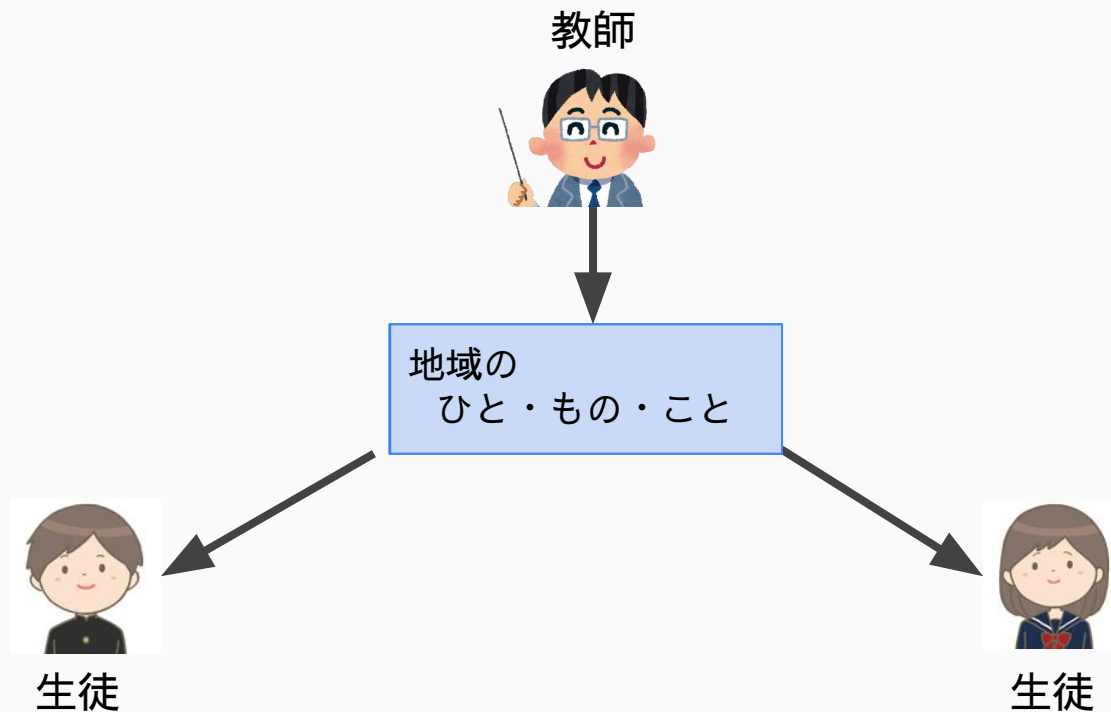 教師
地域の
ひと・もの・こと
生徒
生徒